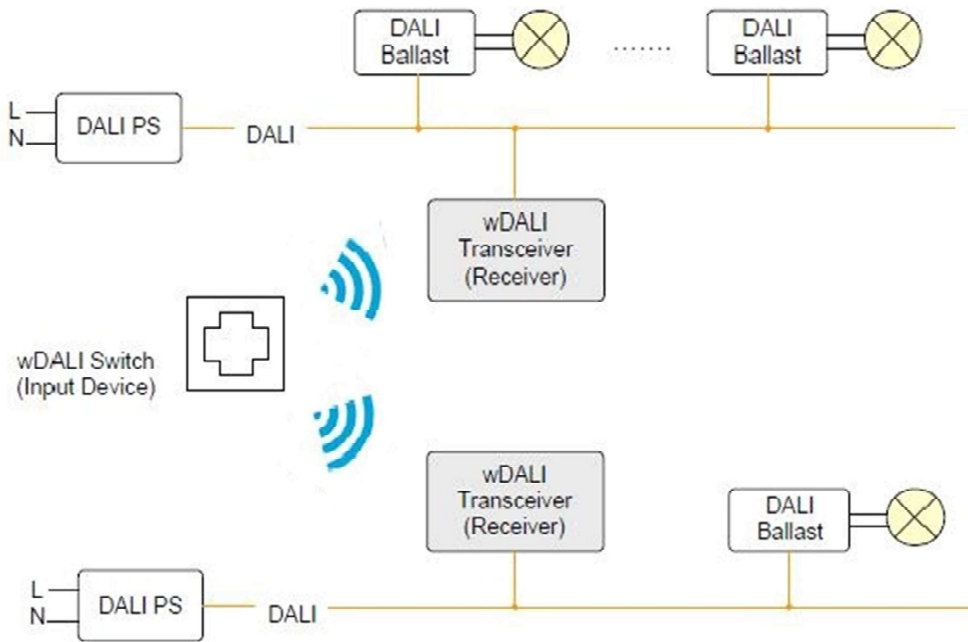 DALI
Ballast
.......
DALI
Ballast
L
N
DALI PS
DALI
wDALI
Transceiver
(Receiver)
wDALI Switch
(Input Device)
wDALI
Transceiver
(Receiver)
DALI
Ballast
L
N
DALI PS
DALI